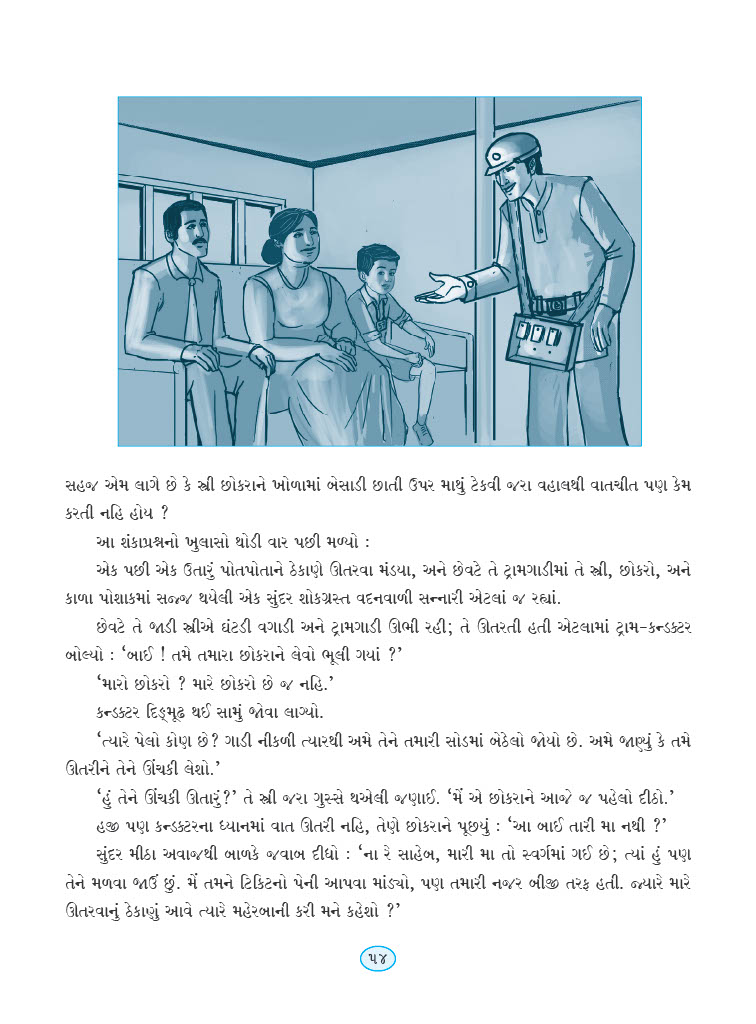 સહજ એમ લાગે છે કે સ્ત્રી છોકરાને ખોળામાં બેસાડી છાતી ઉપર માથું ટેકવી જરા વહાલથી વાતચીત પણ કેમ
કરતી નહિ હોય ?
આ શંકાપ્રશ્નનો ખુલાસો થોડી વાર પછી મળ્યો :
એક પછી એક ઉતારું પોતપોતાને ઠેકાણે ઊતરવા મંડયા, અને છેવટે તે ટ્રામગાડીમાં તે સ્ત્રી, છોકરો, અને
કાળા પોશાકમાં સજ્જ થયેલી એક સુંદર શોકગ્રસ્ત વદનવાળી સન્નારી એટલાં જ રહ્યાં.
છેવટે તે જાડી સ્ત્રીએ ઘંટડી વગાડી અને ટ્રામગાડી ઊભી રહી; તે ઊતરતી હતી એટલામાં ટ્રામ-કન્ડક્ટર
બોલ્યો : ‘બાઈ ! તમે તમારા છોકરાને લેવો ભૂલી ગયાં ?’
‘મારો છોકરો ? મારે છોકરો છે જ નહિ.’
કન્ડક્ટર દિઙ્મૂઢ થઈ સામું જોવા લાગ્યો.
‘ત્યારે પેલો કોણ છે? ગાડી નીકળી ત્યારથી અમે તેને તમારી સોડમાં બેઠેલો જોયો છે. અમે જાણ્યું કે તમે
ઊતરીને તેને ઊંચકી લેશો.’
‘હું તેને ઊંચકી ઊતારું?’ તે સ્ત્રી જરા ગુસ્સે થએલી જણાઈ. ‘મેં એ છોકરાને આજે જ પહેલો દીઠો.’
હજી પણ કન્ડક્ટરના ધ્યાનમાં વાત ઊતરી નહિ, તેણે છોકરાને પૂછયું : ‘આ બાઈ તારી મા નથી ?’
સુંદર મીઠા અવાજથી બાળકે જવાબ દીધો : ‘ના રે સાહેબ, મારી મા તો સ્વર્ગમાં ગઈ છે; ત્યાં હું પણ
તેને મળવા જાઉં છું. મેં તમને ટિકિટનો પેની આપવા માંડ્યો, પણ તમારી નજર બીજી તરફ હતી. જ્યારે મારે
ઊતરવાનું ઠેકાણું આવે ત્યારે મહેરબાની કરી મને કહેશો ?’
૫૪